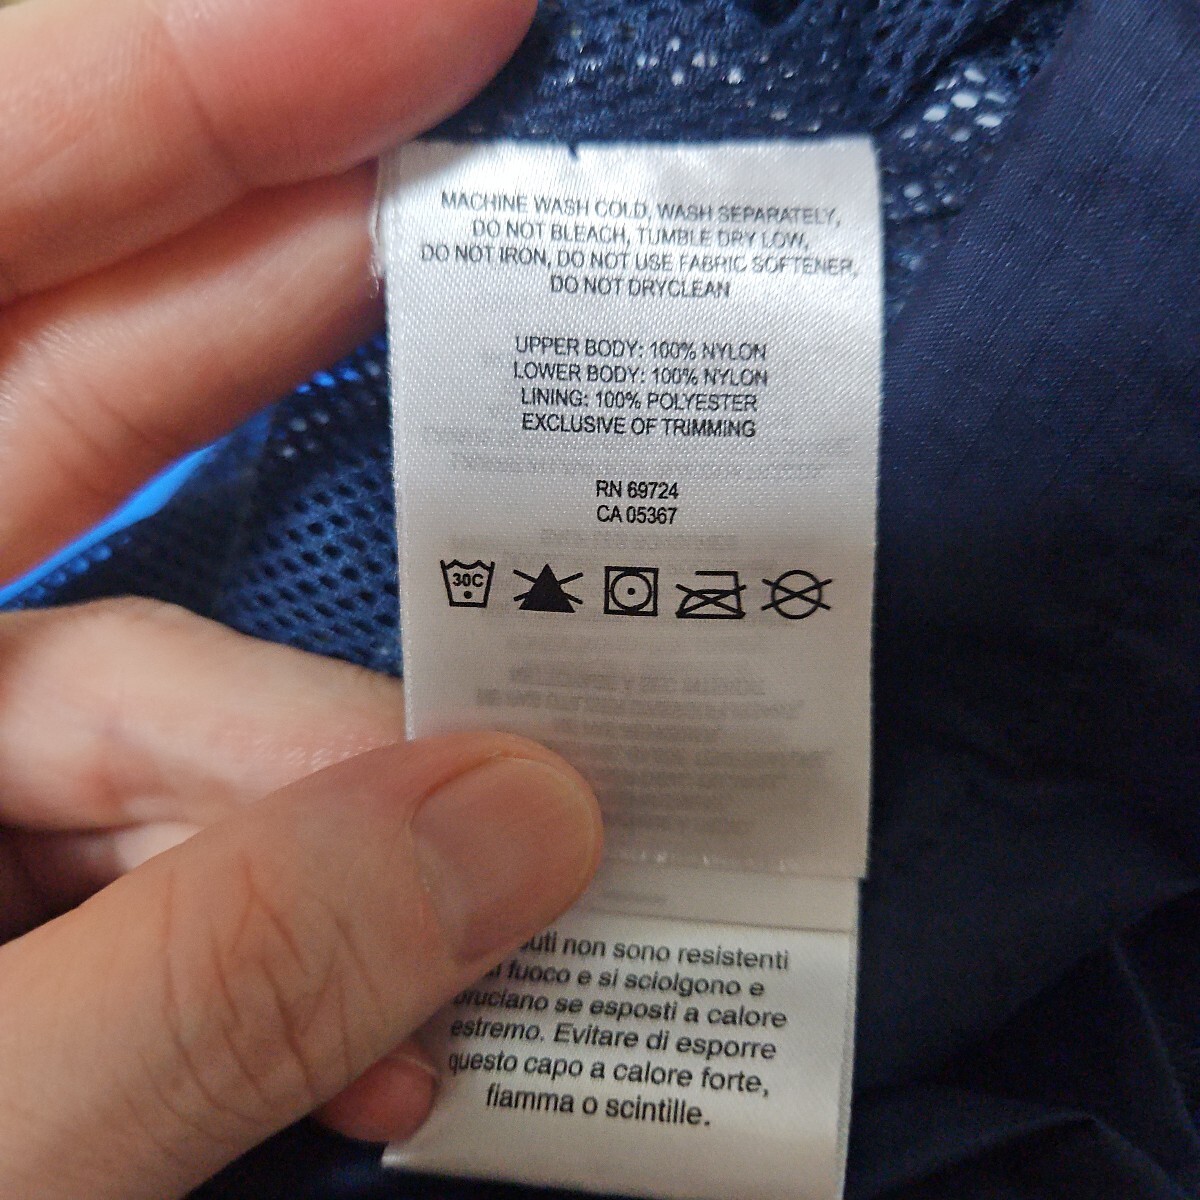 MACHINE WASH COLD, WASH SEPARATELY,
DO NOT BLEACH, TUMBLE DRY LOW,
DO NOT IRON, DO NOT USE FABRIC SOFTENER,
DO NOT DRYCLEAN
UPPER BODY: 100% NYLON
LOWER BODY: 100% NYLON
LINING: 100% POLYESTER
EXCLUSIVE OF TRIMMING
RN 69724
CA 05367
30C
non sono resistenti
fuoco e si sciolgono e
bruciano se esposti a calore
estremo. Evitare di esporre
questo capo a calore forte,
fiamma o scintille.